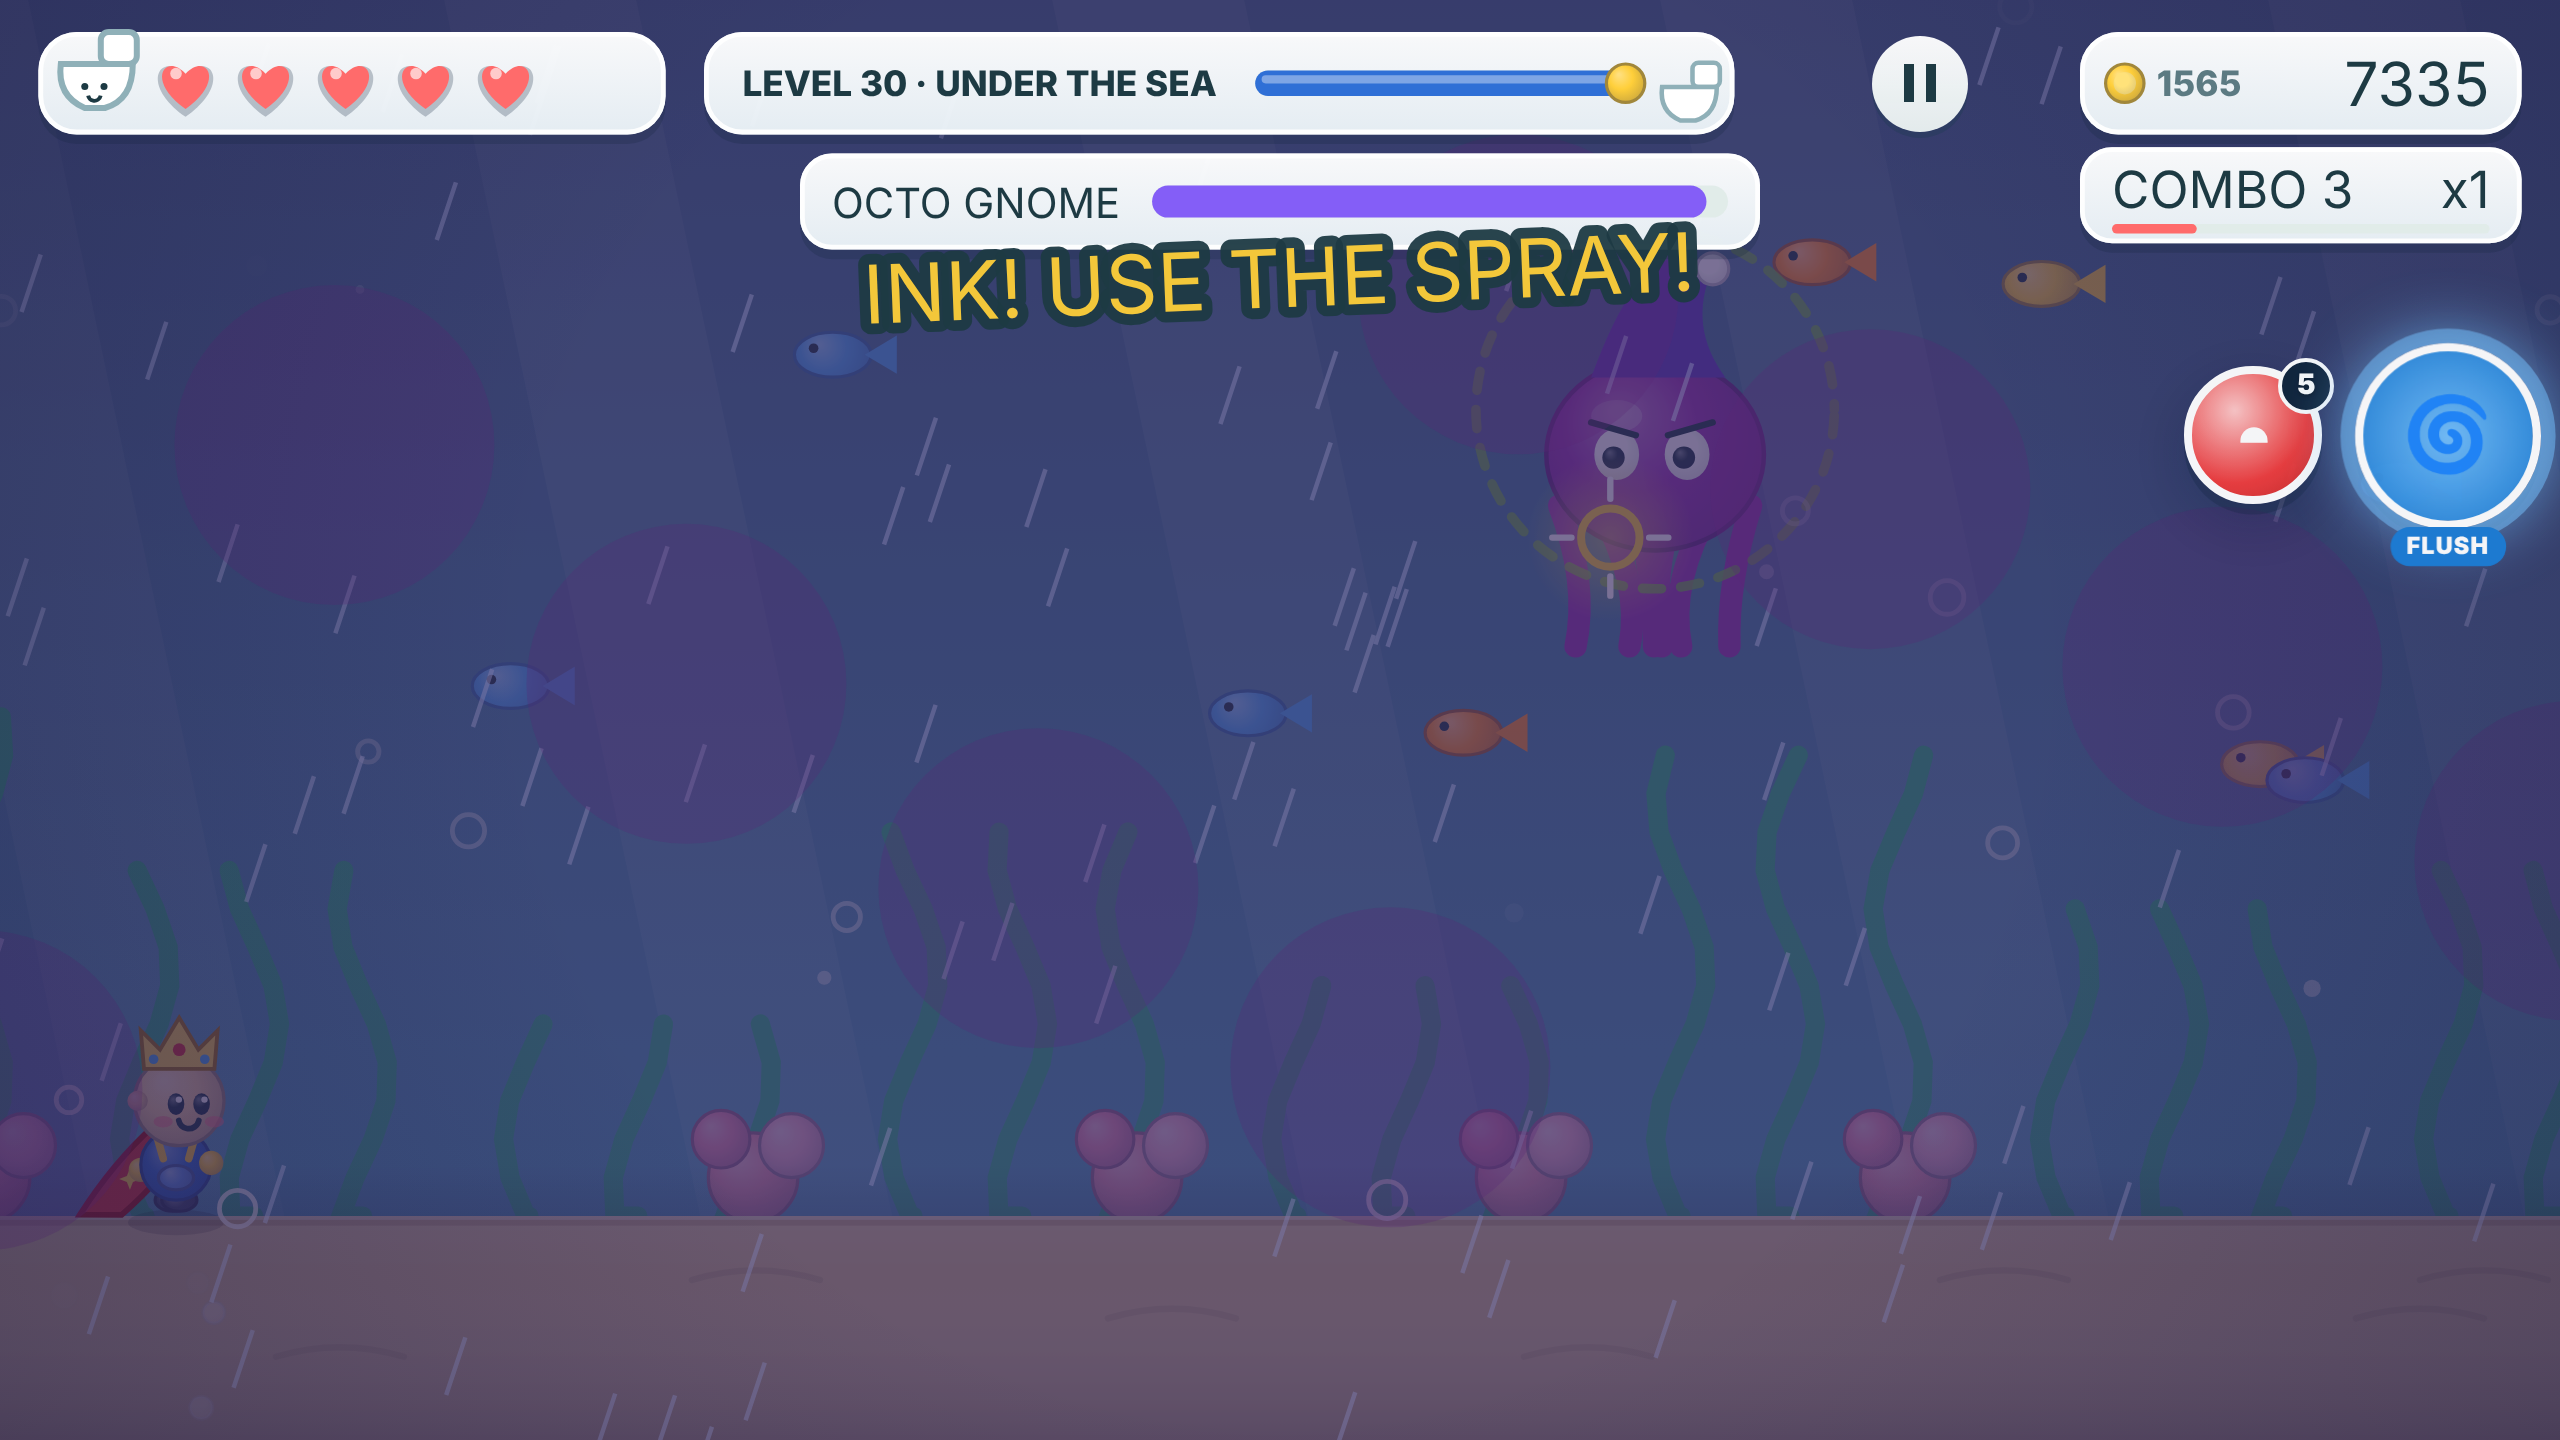 LEVEL 30 · UNDER THE SEA
1565
7335
OCTO GNOME
COMBO 3
x1
INK! USE THE SPRAY!
5
FLUSH